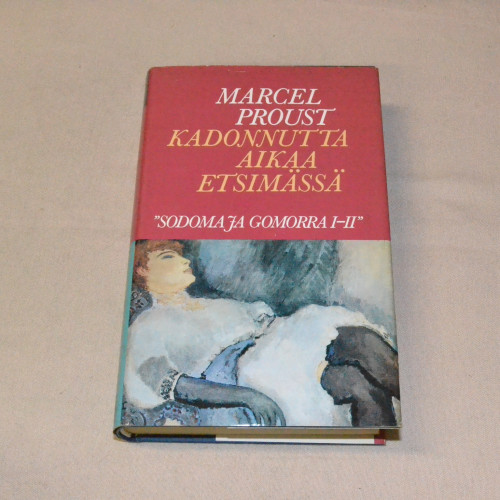 MARCEL
PROUST
KADONNUTTA
AIKAA
ETSIMÄSSÄ
"SODOMA JA GOMORRA I–II"